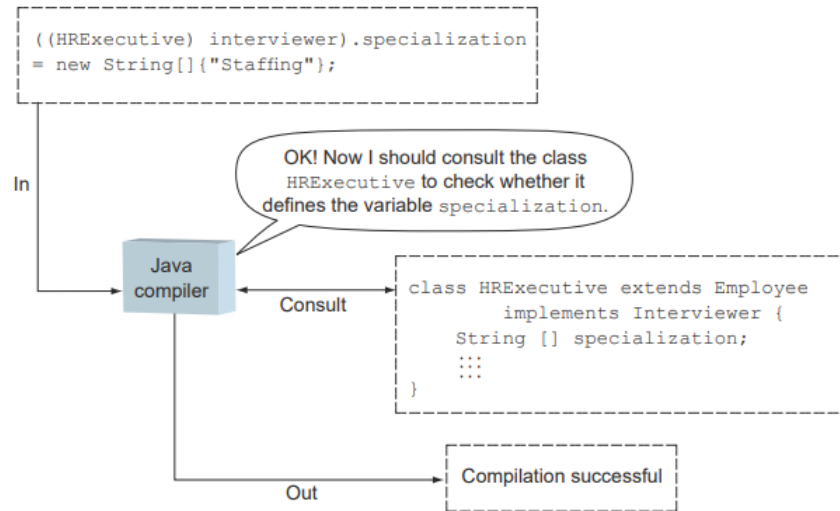 ((HRExecutive) interviewer).specialization
= new String[]{"Staffing"};
OK! Now I should consult the class
HRExecutive to check whether it
defines the variable specialization.
In
Java
compiler
Consult
class HRExecutive extends Employee
implements Interviewer {
String [] specialization;
}
Compilation successful
Out